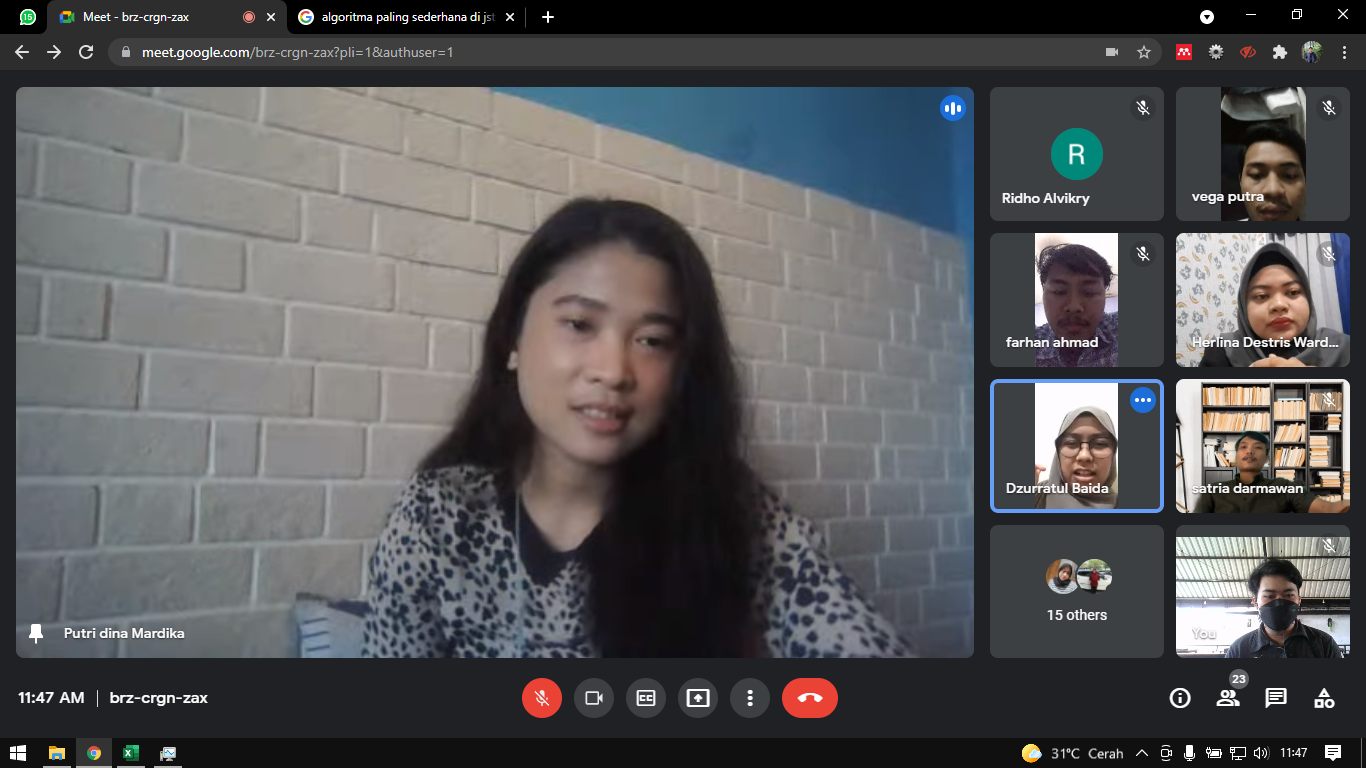 15
Meet - brz-crgn-zax
algoritma paling sederhana di jst
meet.google.com/brz-crgn-zax?pli=1&authuser=1
R
Ridho Alvikry
vega putra
farhan ahmad
Herlina Destris Ward...
Dzurratul Baida
satria darmawan
15 others
You
Putri dina Mardika
11:47 AM | brz-crgn-zax
23
31°C Cerah
11:47